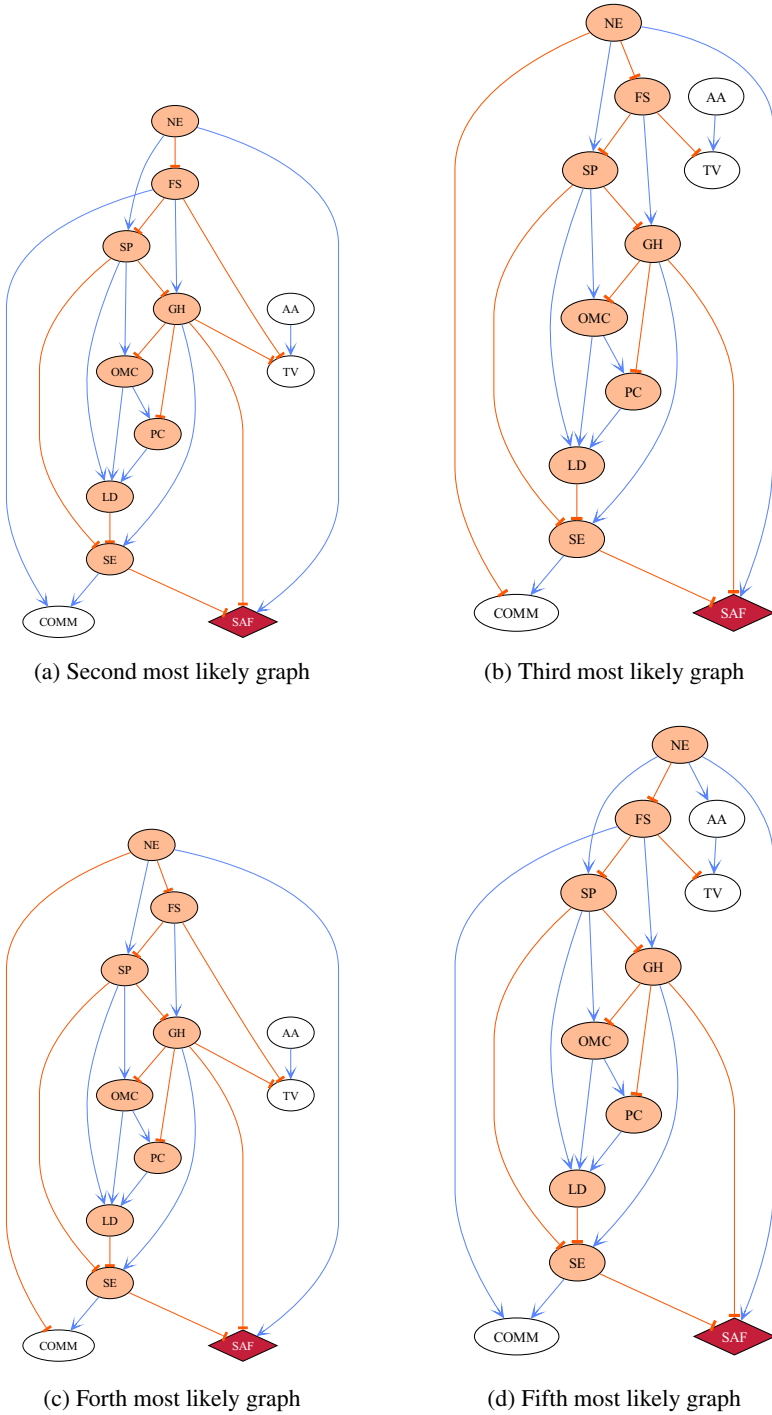 NE
FS
SP
GH
AA
OMC
TV
PC
LD
SE
COMM
SAF
(a) Second most likely graph
NE
FS
AA
SP
TV
GH
OMC
PC
LD
SE
COMM
SAF
(b) Third most likely graph
NE
FS
SP
GH
AA
OMC
TV
PC
LD
SE
COMM
SAF
(c) Forth most likely graph
NE
FS
AA
SP
TV
GH
OMC
PC
LD
SE
COMM
SAF
(d) Fifth most likely graph